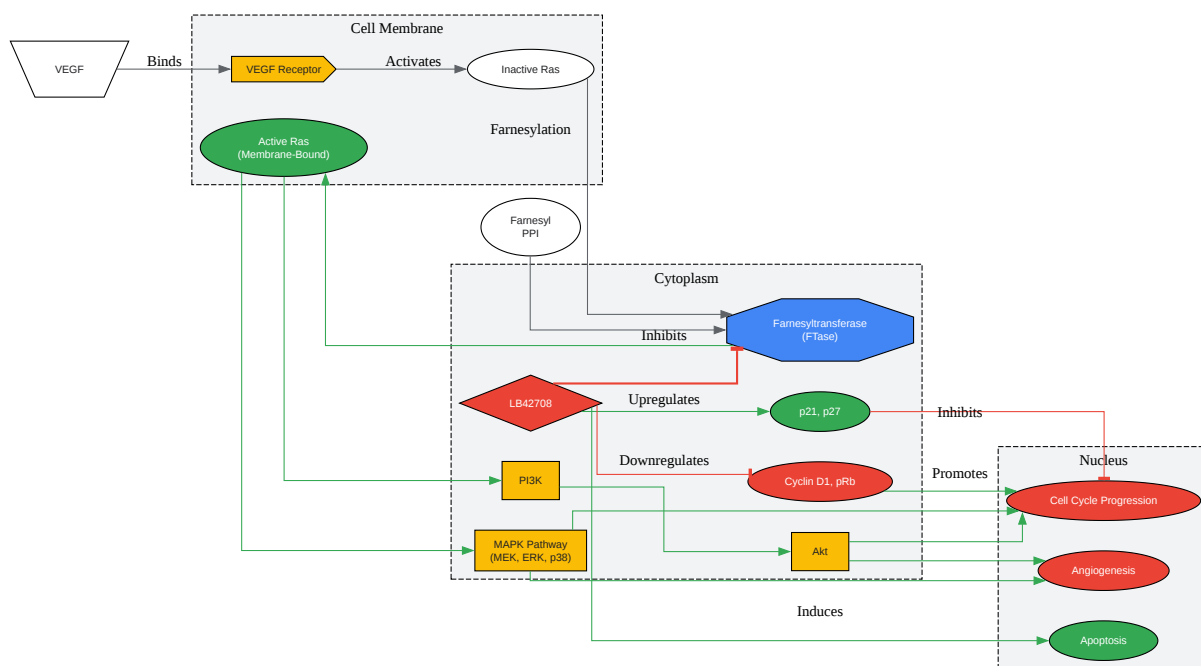 Cell Membrane
VEGF
Binds
VEGF Receptor
Activates
Inactive Ras
Farnesylation
Active Ras
(Membrane-Bound)
Farnesyl
PPI
Cytoplasm
Farnesyltransferase
(FTase)
Inhibits
LB42708
Upregulates
p21, p27
Inhibits
Downregulates
Cyclin D1, pRb
Promotes
Nucleus
Cell Cycle Progression
PI3K
MAPK Pathway
(MEK, ERK, p38)
Akt
Angiogenesis
Induces
Apoptosis